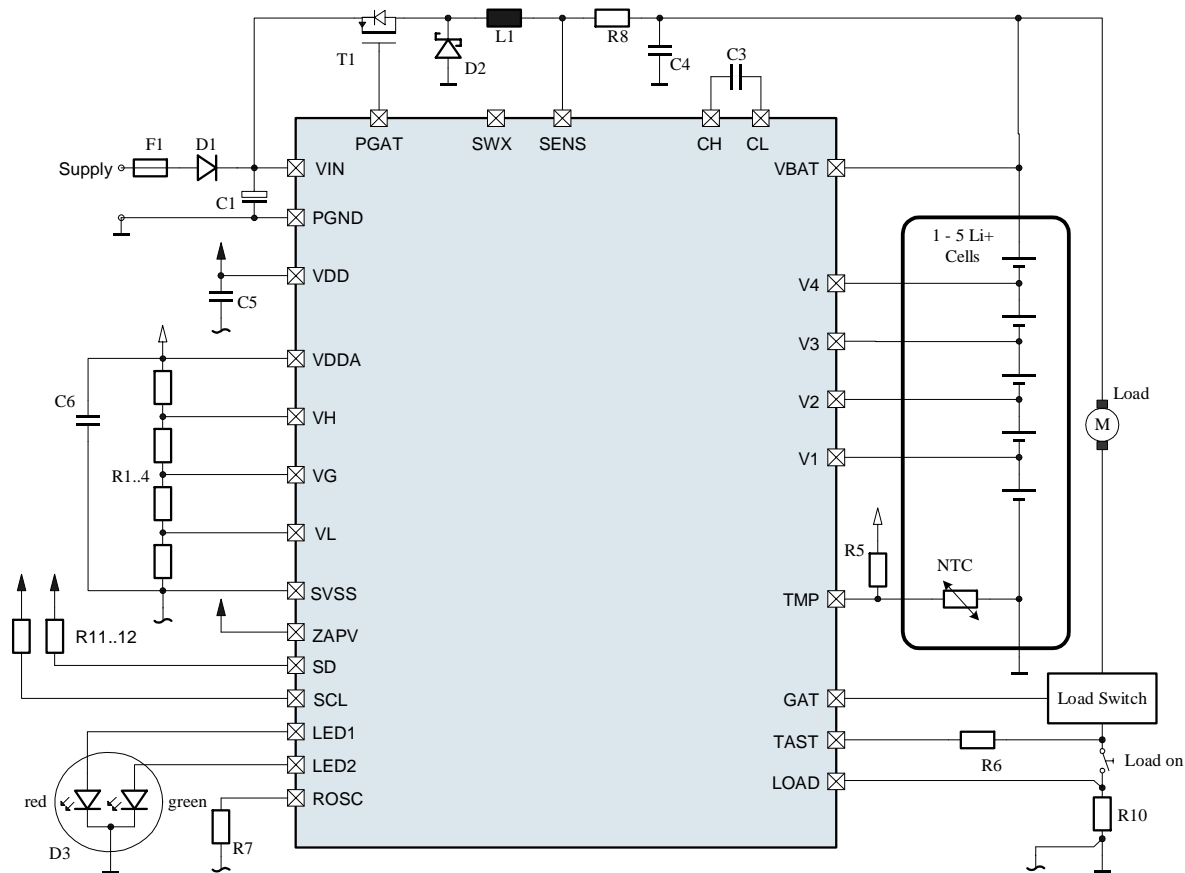 T1
D2
L1
R8
C4
C3
PGAT
SWX
SENS
CH
CL
F1
D1
Supply
VIN
VBAT
C1
PGND
1 - 5 Li+
Cells
VDD
V4
C5
V3
VDDA
C6
V2
Load
VH
M
V1
R1..4
VG
VL
R5
NTC
SVSS
TMP
ZAPV
R11..12
SD
SCL
GAT
Load Switch
LED1
TAST
R6
Load on
LED2
LOAD
red
green
ROSC
R10
D3
R7